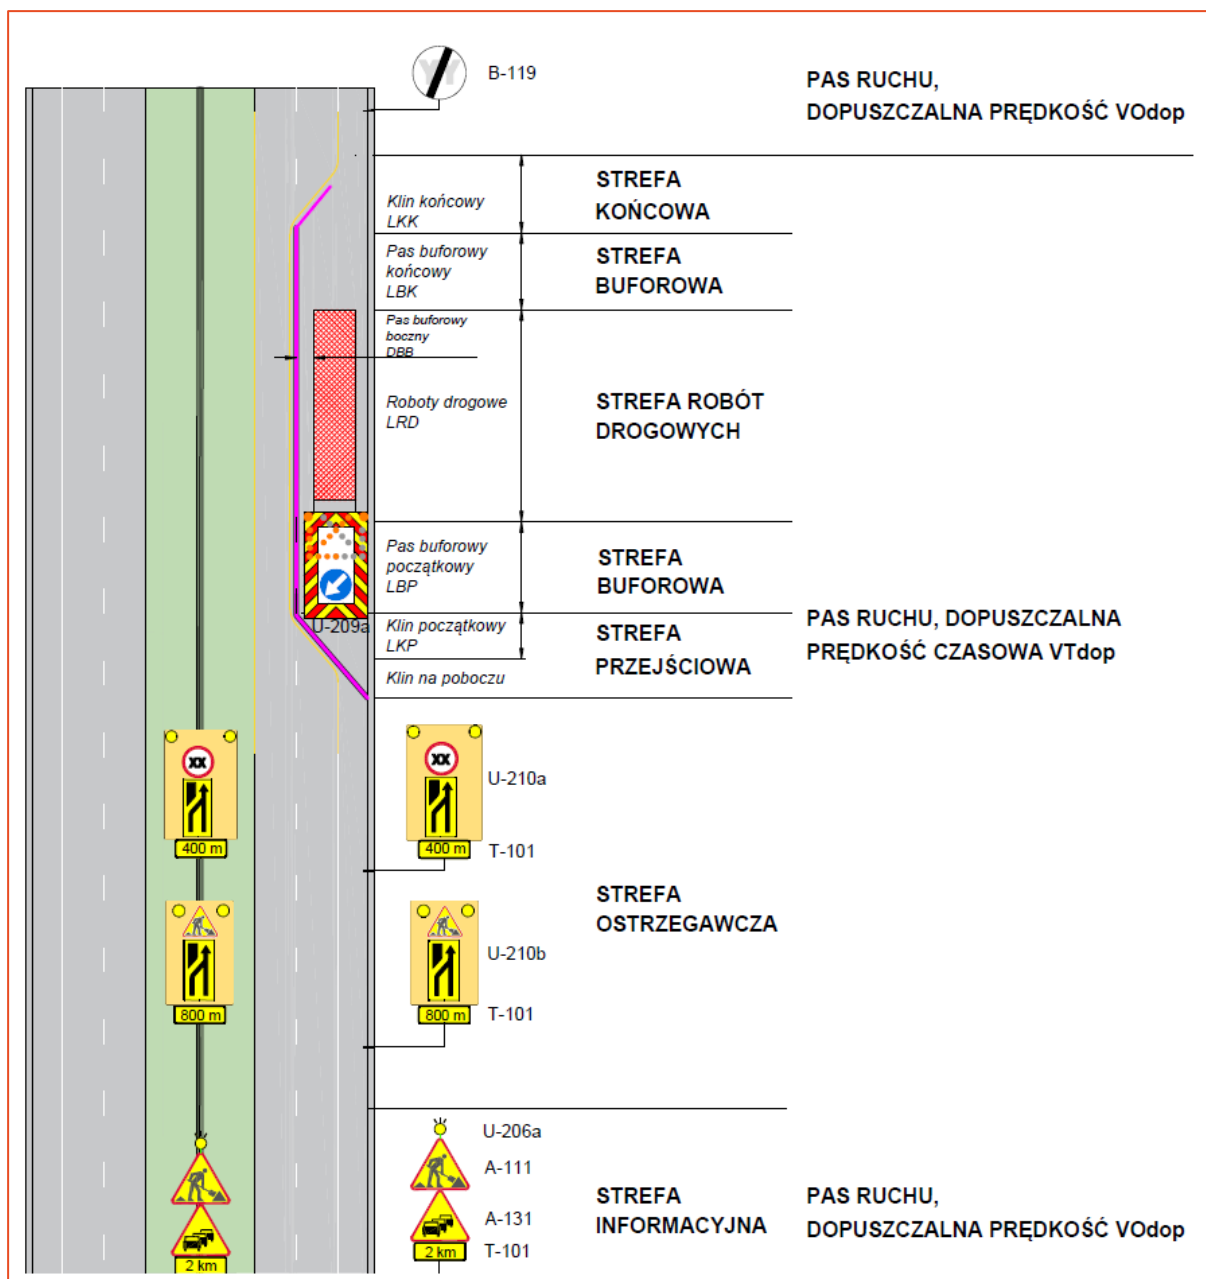 B-119
PAS RUCHU,
DOPUSZCZALNA PRĘDKOŚĆ VOdop
Klin końcowy
LKK
STREFA
KOŃCOWA
Pas buforowy
końcowy
LBK
STREFA
BUFOROWA
Pas buforowy
boczny
DBB
Roboty drogowe
LRD
STREFA ROBÓT
DROGOWYCH
Pas buforowy
początkowy
LBP
STREFA
BUFOROWA
U-209a
Klin początkowy
LKP
STREFA
PRZEJŚCIOWA
PAS RUCHU, DOPUSZCZALNA
PRĘDKOŚĆ CZASOWA VTdop
Klin na poboczu
XX
XX
U-210a
400 m
400 m
T-101
STREFA
OSTRZEGAWCZA
U-210b
800 m
800 m
T-101
U-206a
A-111
A-131
2 km
2 km
T-101
STREFA
INFORMACYJNA
PAS RUCHU,
DOPUSZCZALNA PRĘDKOŚĆ VOdop